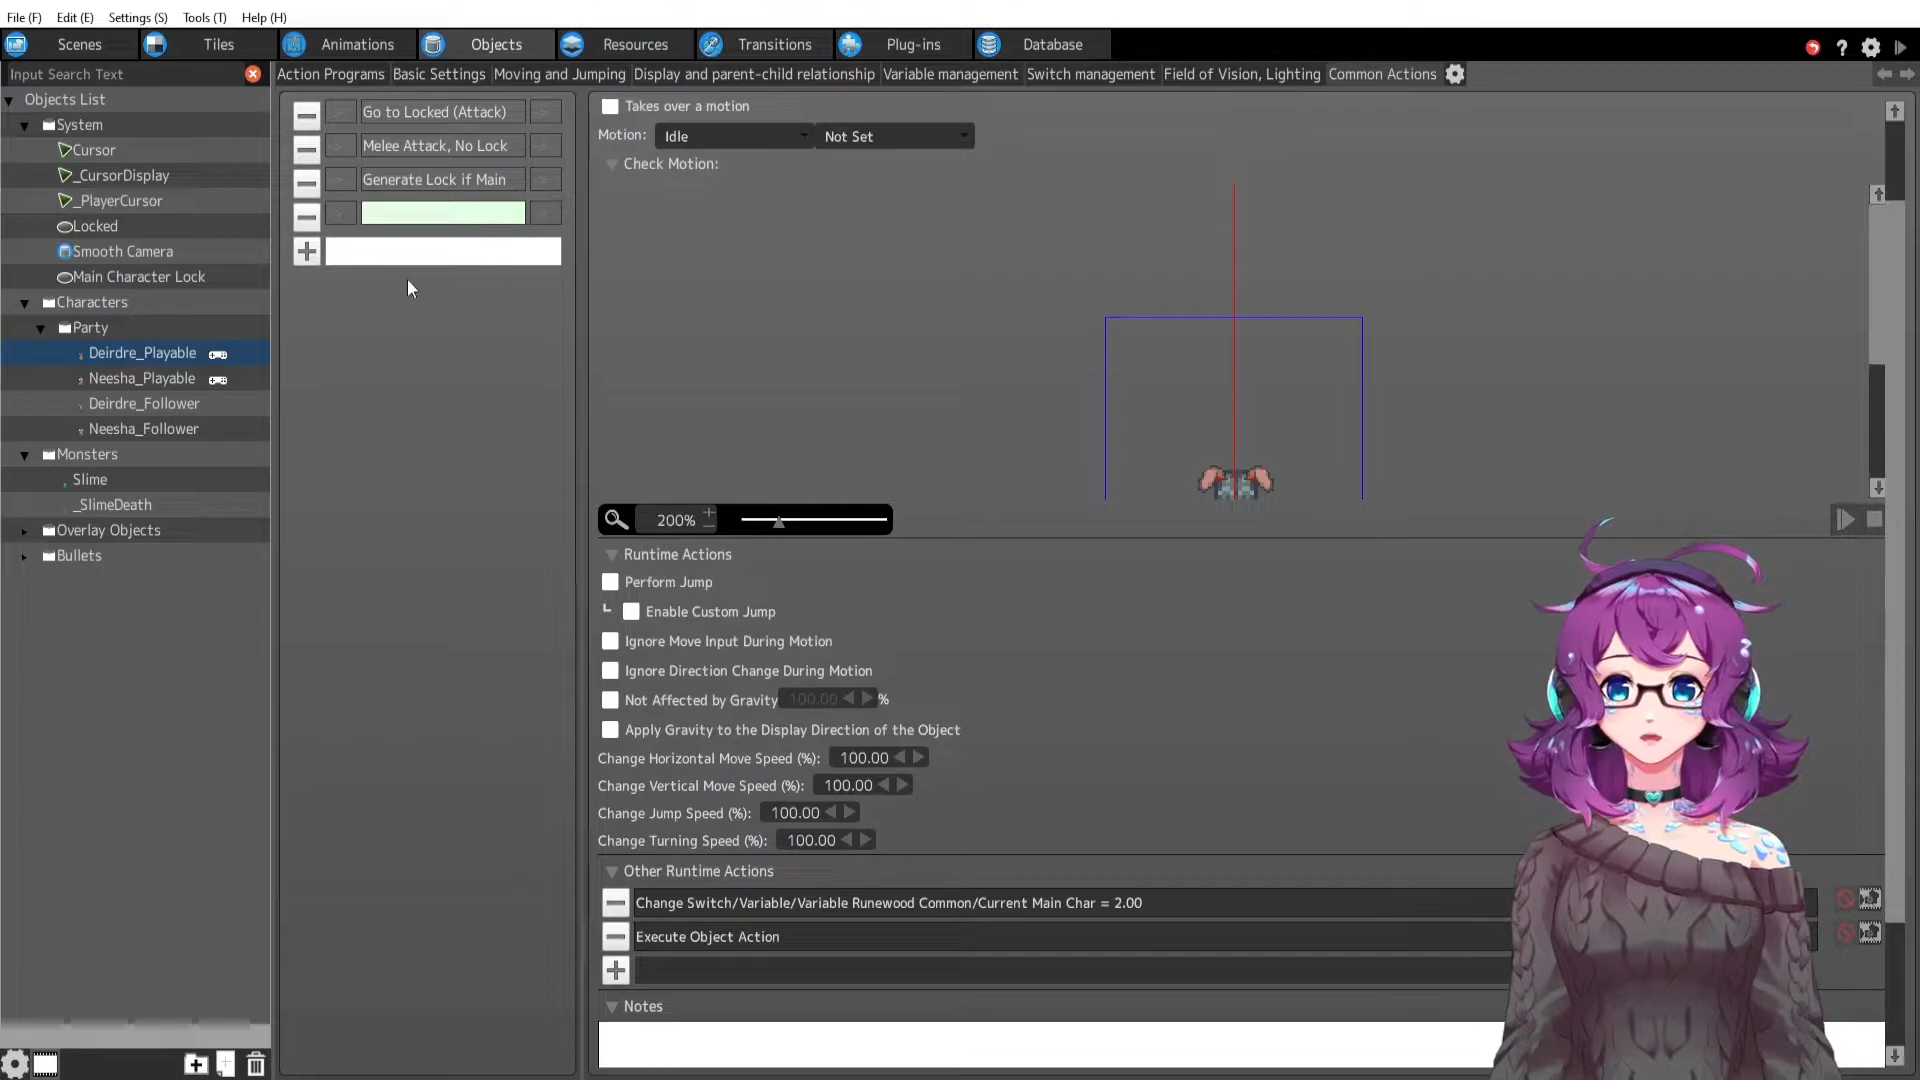 File (F) Edit (E) Settings (S) Tools (T) Help (H)
Scenes Tiles Animations Objects Resources Transitions Plug-ins Database
Input Search Text
Action Programs Basic Settings Moving and Jumping Display and parent-child relationship Variable management Switch management Field of Vision, Lighting Common Actions
Objects List
System
Cursor
_CursorDisplay
_PlayerCursor
Locked
Smooth Camera
Main Character Lock
Characters
Party
Deirdre_Playable
Neesha_Playable
Deirdre_Follower
Neesha_Follower
Monsters
Slime
_SlimeDeath
Overlay Objects
Bullets
Go to Locked (Attack)
Melee Attack, No Lock
Generate Lock if Main
Takes over a motion
Motion: Idle Not Set
Check Motion:
200%
Runtime Actions
Perform Jump
Enable Custom Jump
Ignore Move Input During Motion
Ignore Direction Change During Motion
Not Affected by Gravity 100.00 %
Apply Gravity to the Display Direction of the Object
Change Horizontal Move Speed (%): 100.00
Change Vertical Move Speed (%): 100.00
Change Jump Speed (%): 100.00
Change Turning Speed (%): 100.00
Other Runtime Actions
Change Switch/Variable/Variable Runewood Common/Current Main Char = 2.00
Execute Object Action
Notes